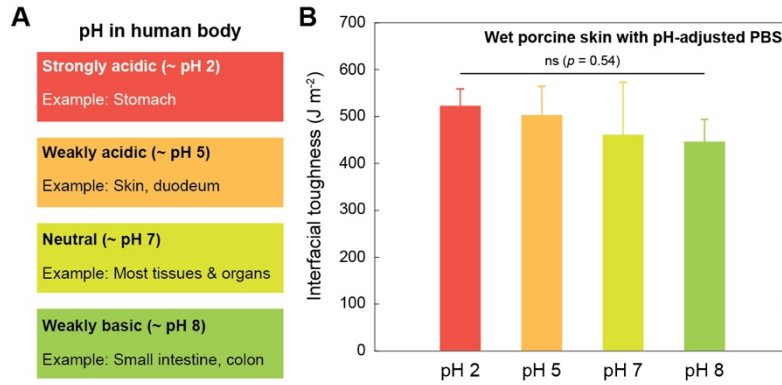 A
pH in human body
Strongly acidic (~ pH 2)
Example: Stomach
Weakly acidic (~ pH 5)
Example: Skin, duodeum
Neutral (~ pH 7)
Example: Most tissues & organs
Weakly basic (~ pH 8)
Example: Small intestine, colon
B
Wet porcine skin with pH-adjusted PBS
ns (p = 0.54)
Interfacial toughness (J m-2)
700
600
500
400
300
200
100
0
pH 2 pH 5 pH 7 pH 8